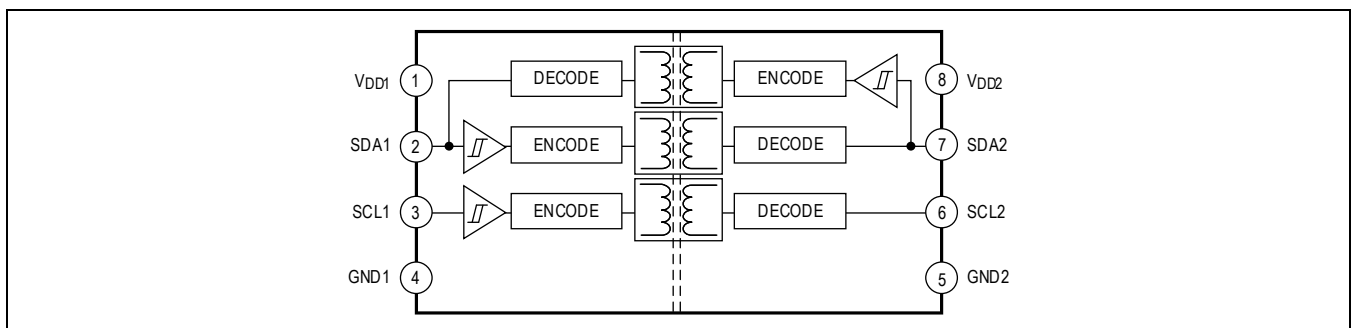 VDD1 1 DECODE ENCODE 8 VDD2
SDA1 2 ENCODE DECODE 7 SDA2
SCL1 3 ENCODE DECODE 6 SCL2
GND1 4 5 GND2